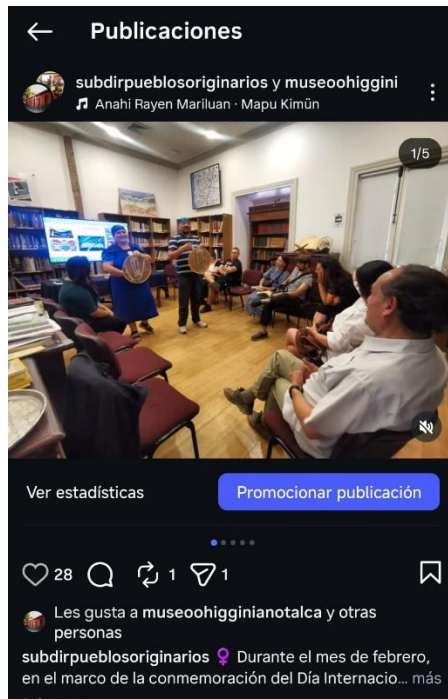 Publicaciones
subdirpueblosoriginarios y museoohiggini
Anahi Rayen Mariluan · Mapu Kimün
1/5
Ver estadísticas
Promocionar publicación
28
1
1
Les gusta a museoohigginianotalca y otras
personas
subdirpueblosoriginarios ♀ Durante el mes de febrero,
en el marco de la conmemoración del Día Internacio... más